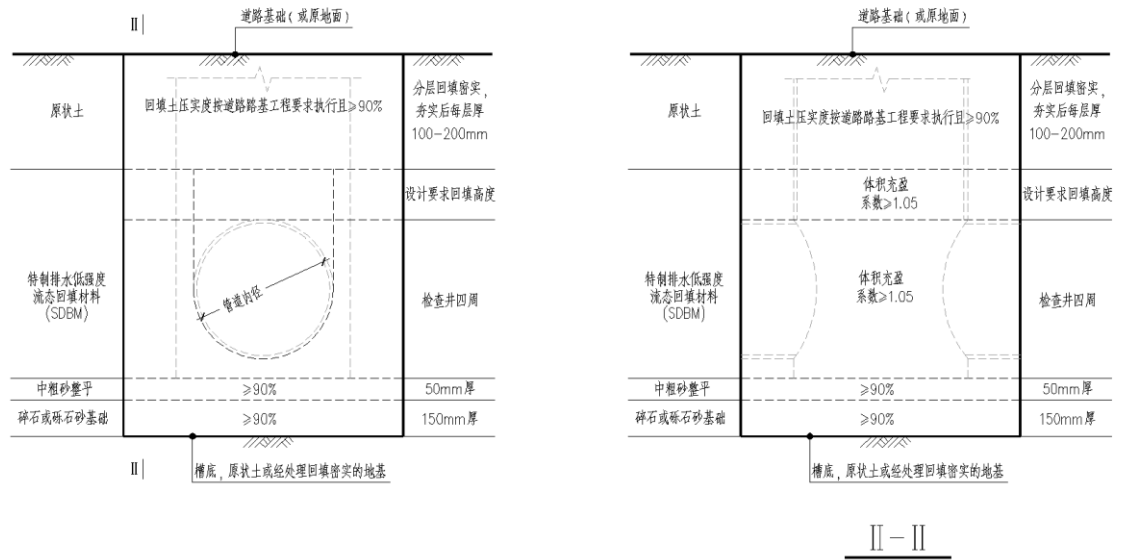 II
道路基础(或原地面)
原状土
回填土压实度按道路路基工程要求执行且≥90%
分层回填密实,
夯实后每层厚
100-200mm
设计要求回填高度
特制排水低强度
流态回填材料
(SDBM)
管道内径
检查井四周
中粗砂整平
≥90%
50mm厚
碎石或砾石砂基础
≥90%
150mm厚
II
槽底,原状土或经处理回填密实的地基
道路基础(或原地面)
原状土
回填土压实度按道路路基工程要求执行且≥90%
分层回填密实,
夯实后每层厚
100-200mm
体积充盈
系数≥1.05
设计要求回填高度
特制排水低强度
流态回填材料
(SDBM)
体积充盈
系数≥1.05
检查井四周
中粗砂整平
≥90%
50mm厚
碎石或砾石砂基础
≥90%
150mm厚
槽底,原状土或经处理回填密实的地基
II-II